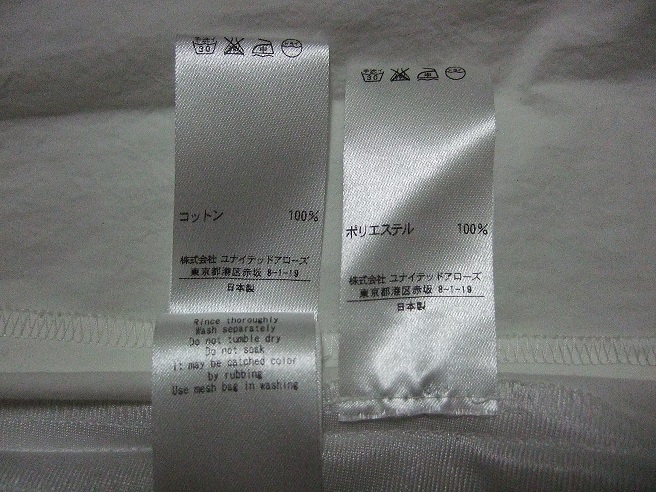 30
コットン 100%
株式会社 ユナイテッドアローズ
東京都港区赤坂 8-1-19
日本製
Rince thoroughly
Wash separately
Do not tumble dry
Do not soak
It may be catched color
by rubbing
Use mesh bag in washing
30
ポリエステル 100%
株式会社 ユナイテッドアローズ
東京都港区赤坂 8-1-19
日本製